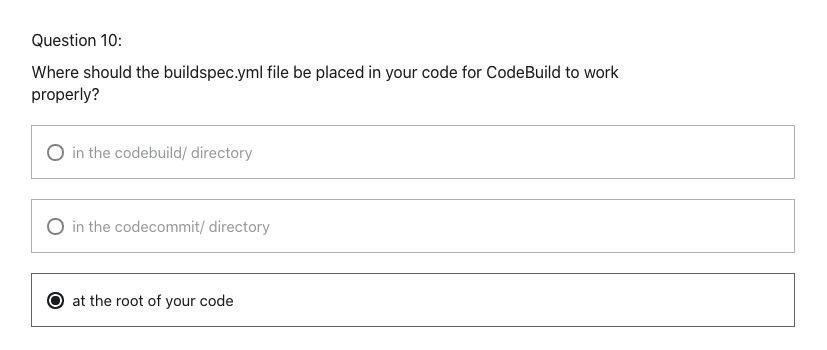 Question 10:
Where should the buildspec.yml file be placed in your code for CodeBuild to work
properly?
in the codebuild/ directory
in the codecommit/ directory
at the root of your code